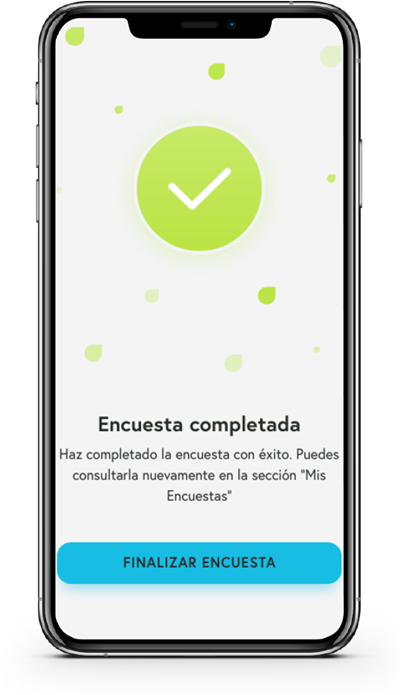 Encuesta completada
Haz completado la encuesta con éxito. Puedes
consultarla nuevamente en la sección "Mis
Encuestas"
FINALIZAR ENCUESTA